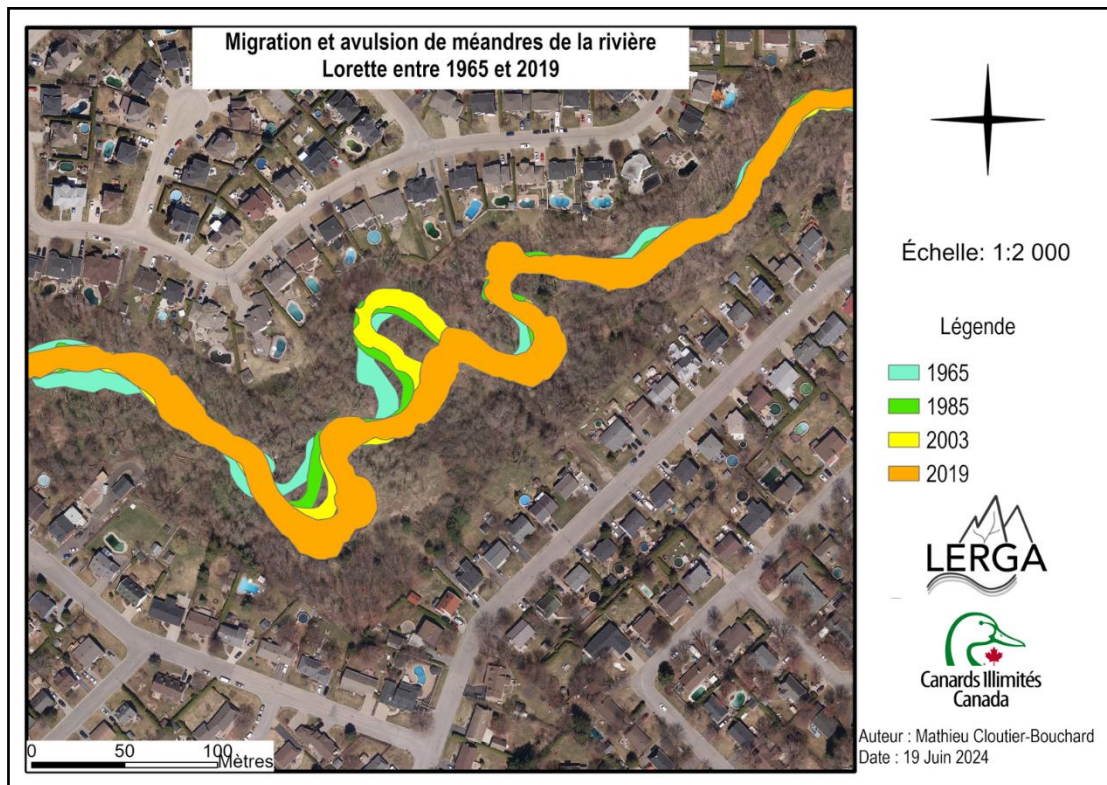 Migration et avulsion de méandres de la rivière
Lorette entre 1965 et 2019
Échelle: 1:2 000
Légende
1965
1985
2003
2019
LERGA
Canards Illimités
Canada
Auteur : Mathieu Cloutier-Bouchard
Date : 19 Juin 2024
0 50 100
Mètres